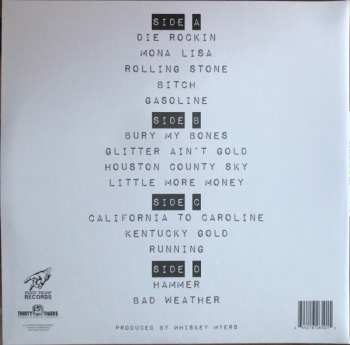 SIDE A
DIE ROCKIN
MONA LISA
ROLLING STONE
BITCH
GASOLINE
SIDE B
BURY MY BONES
GLITTER AIN'T GOLD
HOUSTON COUNTY SKY
LITTLE MORE MONEY
SIDE C
CALIFORNIA TO CAROLINE
KENTUCKY GOLD
RUNNING
SIDE D
HAMMER
BAD WEATHER
RECORDS
THIRTY TIGERS
PRODUCED BY WHISKEY MYERS